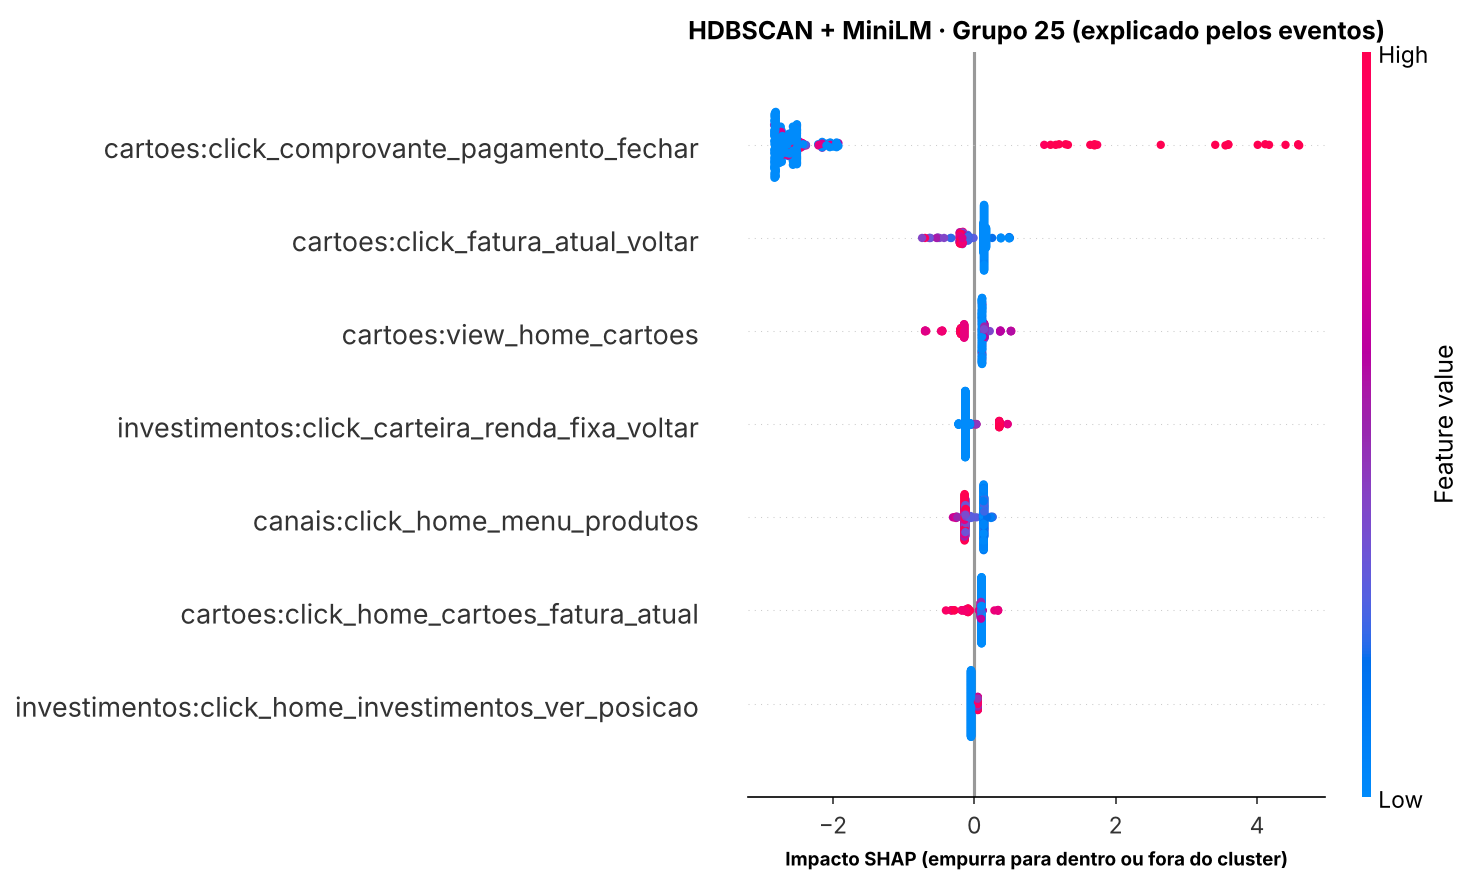 HDBSCAN + MiniLM · Grupo 25 (explicado pelos eventos)
High
cartoes:click_comprovante_pagamento_fechar
cartoes:click_fatura_atual_voltar
cartoes:view_home_cartoes
investimentos:click_carteira_renda_fixa_voltar
canais:click_home_menu_produtos
cartoes:click_home_cartoes_fatura_atual
investimentos:click_home_investimentos_ver_posicao
Feature value
Low
−2 0 2 4
Impacto SHAP (empurra para dentro ou fora do cluster)